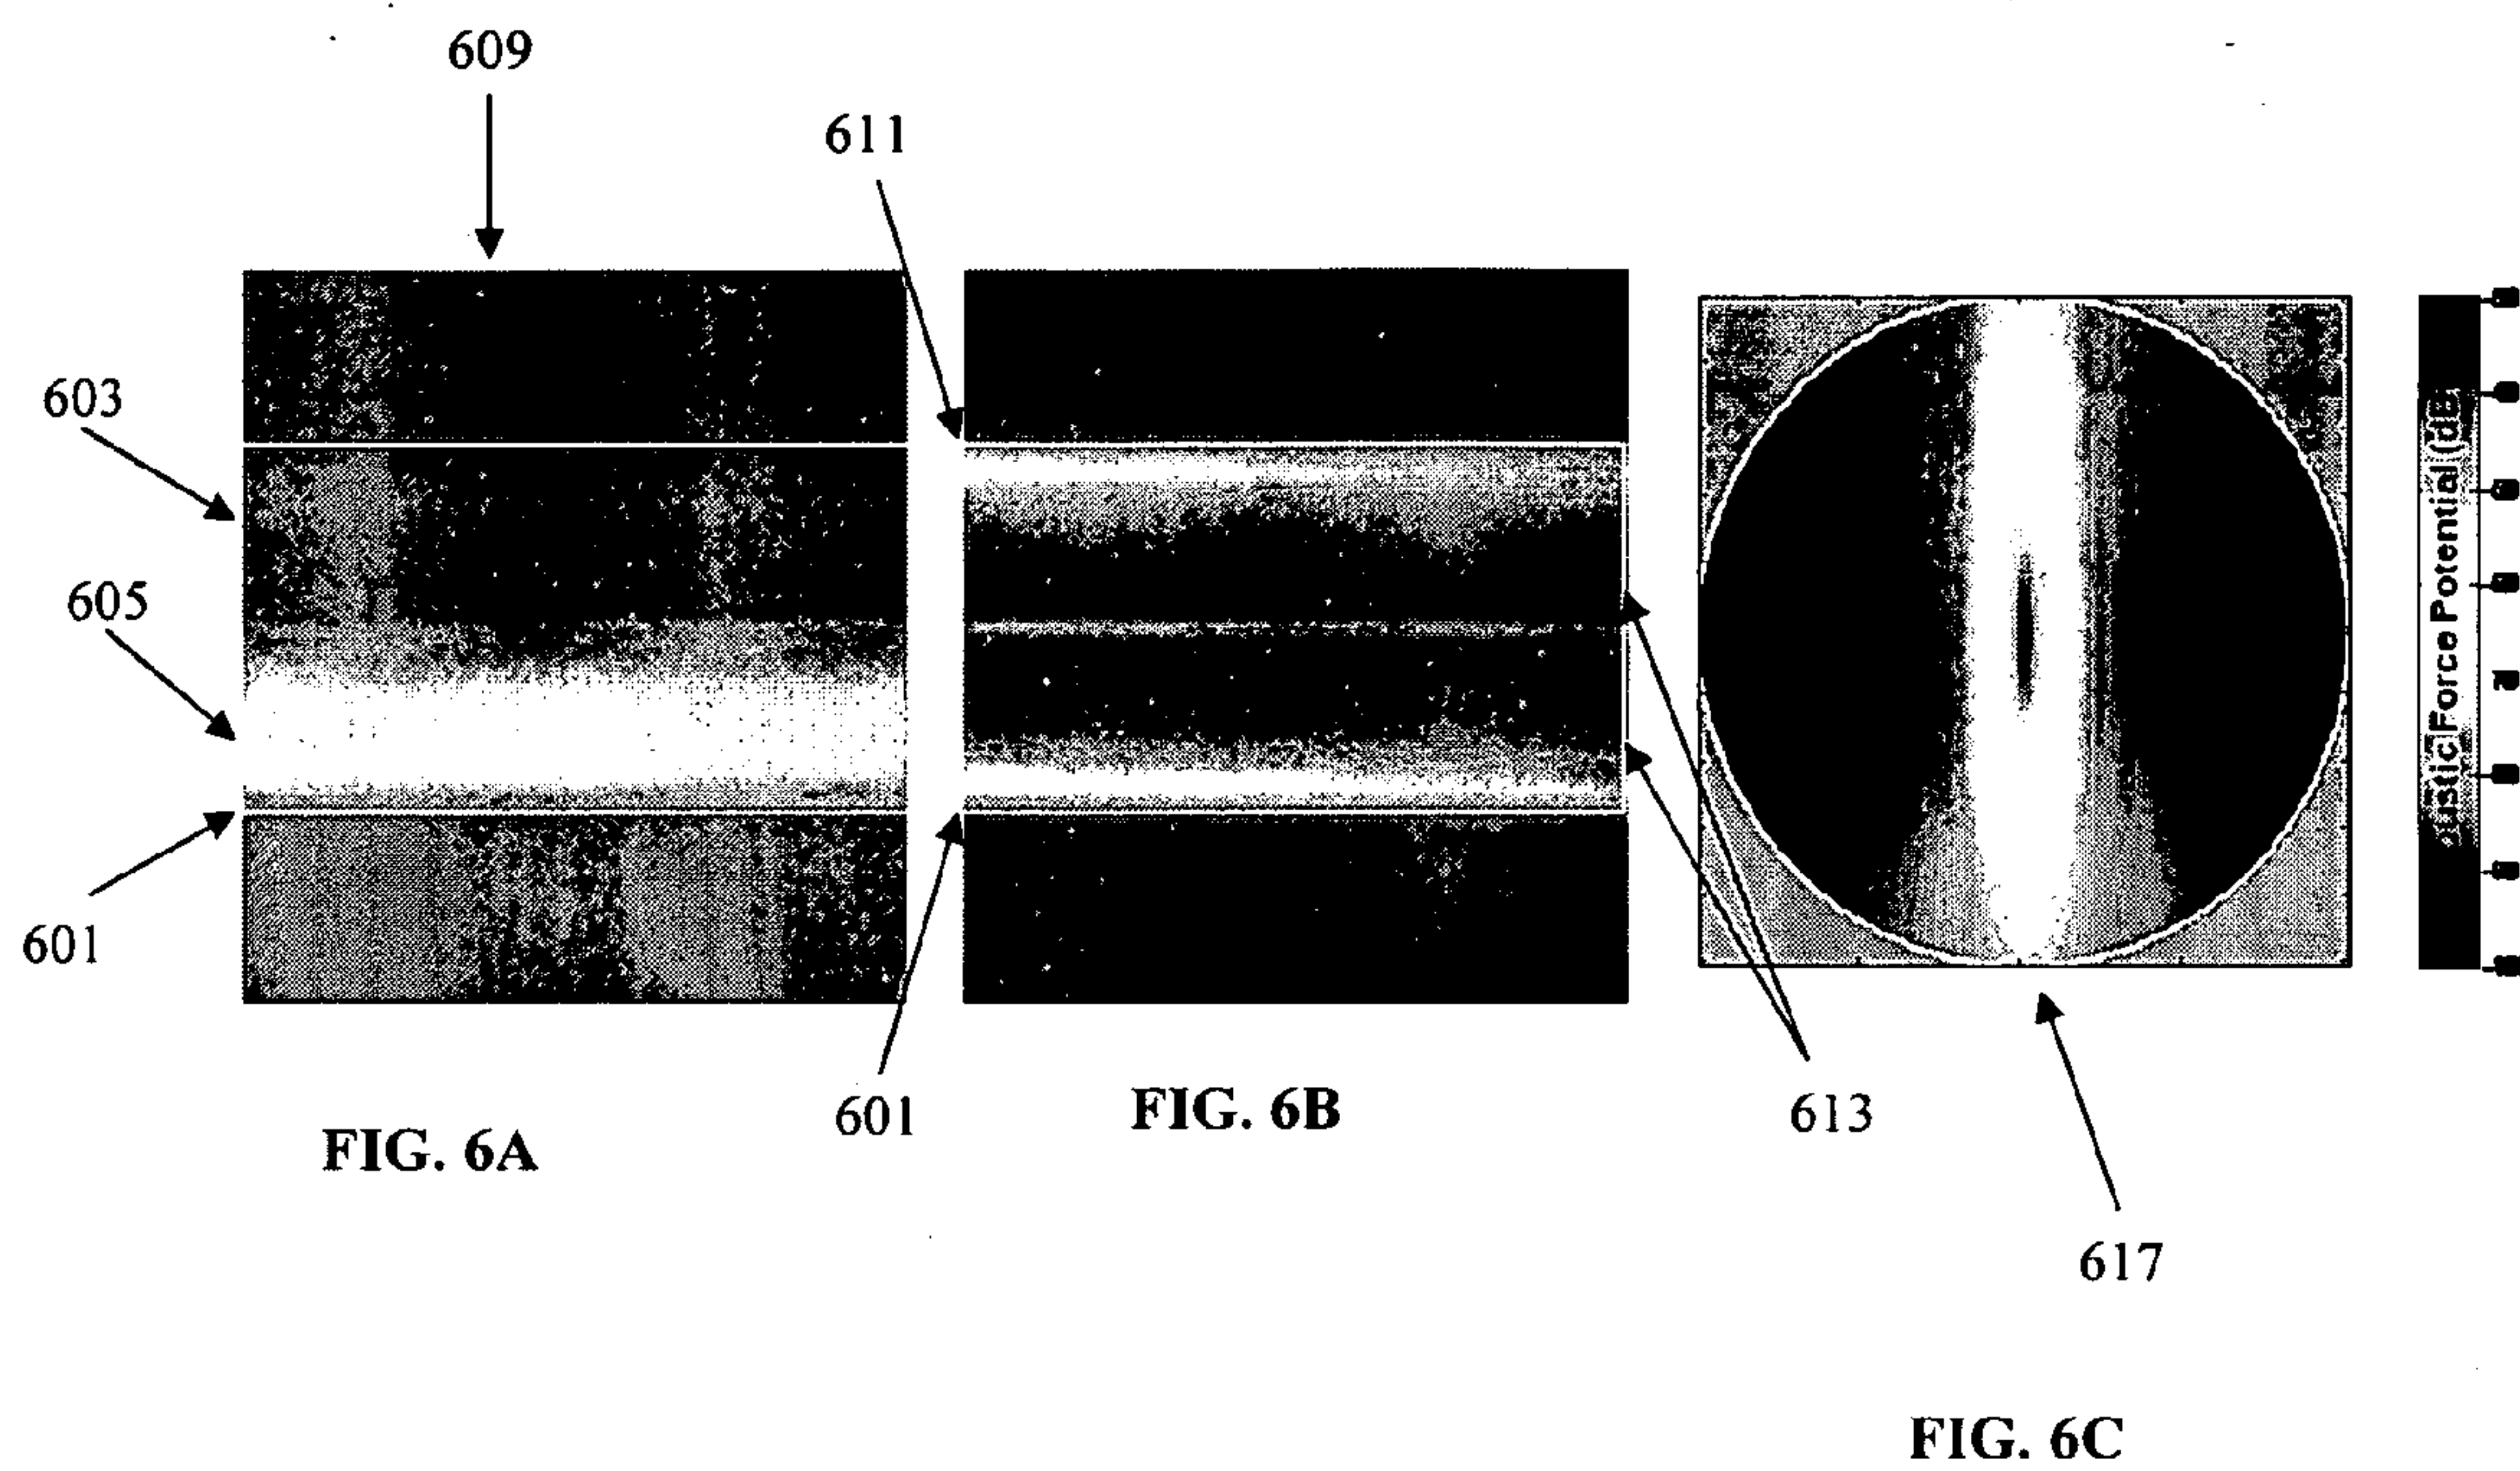 609
611
603
605
601
601
613
617
FIG. 6A
FIG. 6B
FIG. 6C
Force Potential (dB)